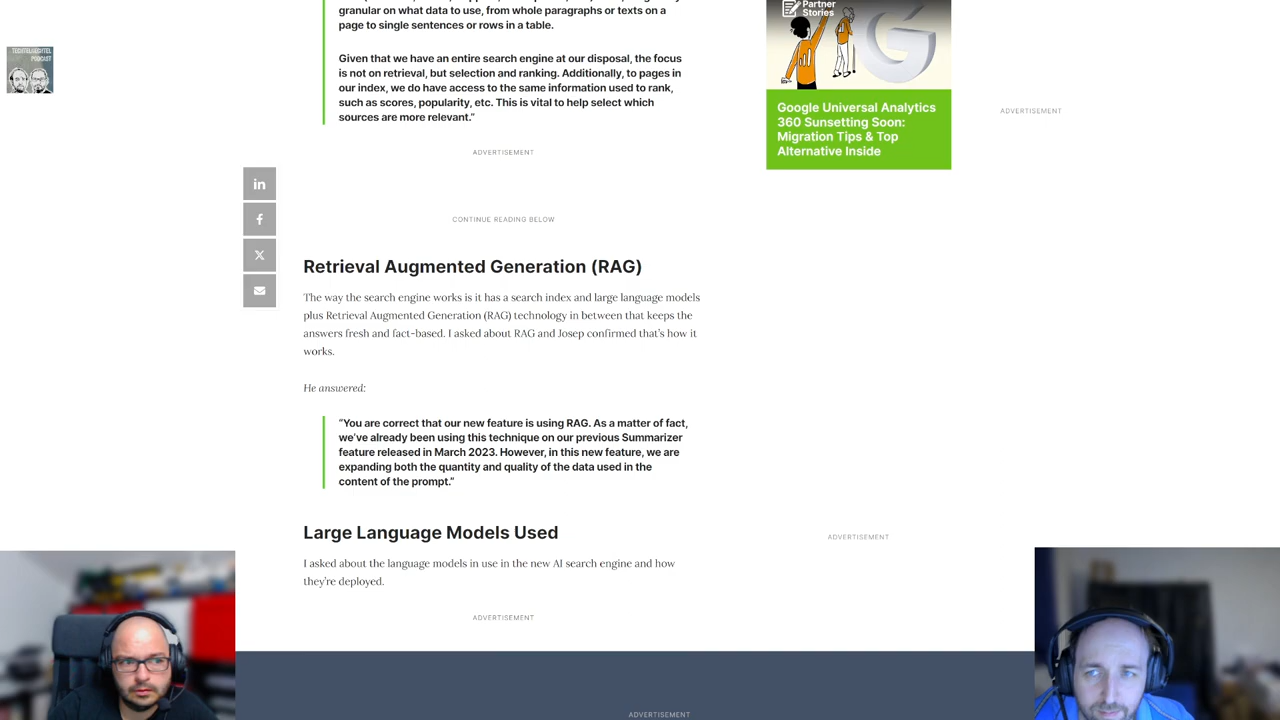 granular on what data to use, from whole paragraphs or texts on a
page to single sentences or rows in a table.
Given that we have an entire search engine at our disposal, the focus
is not on retrieval, but selection and ranking. Additionally, to pages in
our index, we do have access to the same information used to rank,
such as scores, popularity, etc. This is vital to help select which
sources are more relevant.”
ADVERTISEMENT
CONTINUE READING BELOW
Retrieval Augmented Generation (RAG)
The way the search engine works is it has a search index and large language models
plus Retrieval Augmented Generation (RAG) technology in between that keeps the
answers fresh and fact-based. I asked about RAG and Josep confirmed that’s how it
works.
He answered:
“You are correct that our new feature is using RAG. As a matter of fact,
we’ve already been using this technique on our previous Summarizer
feature released in March 2023. However, in this new feature, we are
expanding both the quantity and quality of the data used in the
content of the prompt.”
Large Language Models Used
I asked about the language models in use in the new AI search engine and how
they’re deployed.
ADVERTISEMENT
Partner
Stories
G
Google Universal Analytics
360 Sunsetting Soon:
Migration Tips & Top
Alternative Inside
ADVERTISEMENT
ADVERTISEMENT
ADVERTISEMENT
PODCAST